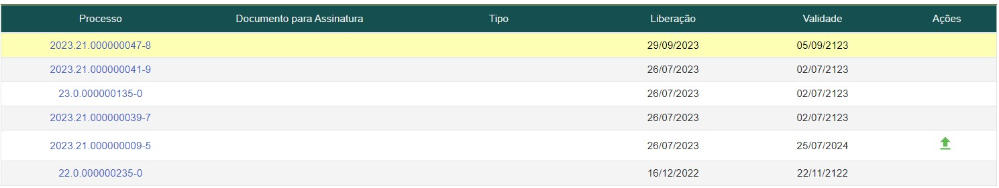 Processo Documento para Assinatura Tipo Liberação Validade Ações
2023.21.000000047-8 29/09/2023 05/09/2123
2023.21.000000041-9 26/07/2023 02/07/2123
23.0.000000135-0 26/07/2023 02/07/2123
2023.21.000000039-7 26/07/2023 02/07/2123
2023.21.000000009-5 26/07/2023 25/07/2024
22.0.000000235-0 16/12/2022 22/11/2122